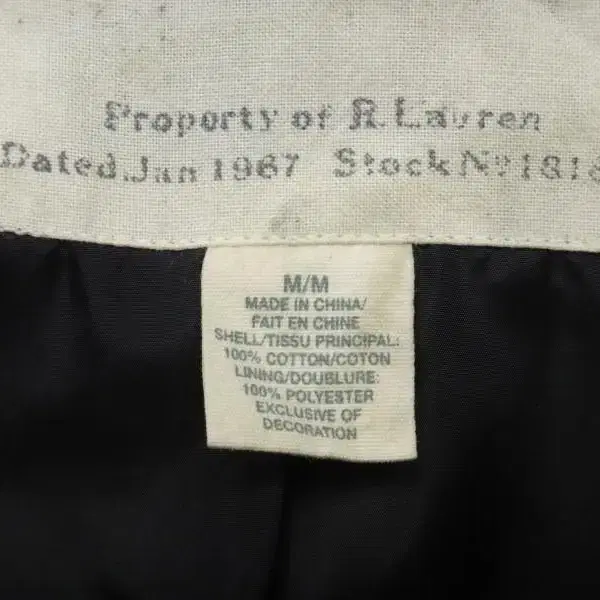 Property of R. Lauren
Dated.Jan 1967 Stock Nº 1818
M/M
MADE IN CHINA/
FAIT EN CHINE
SHELL/TISSU PRINCIPAL:
100% COTTON/COTON
LINING/DOUBLURE:
100% POLYESTER
EXCLUSIVE OF
DECORATION